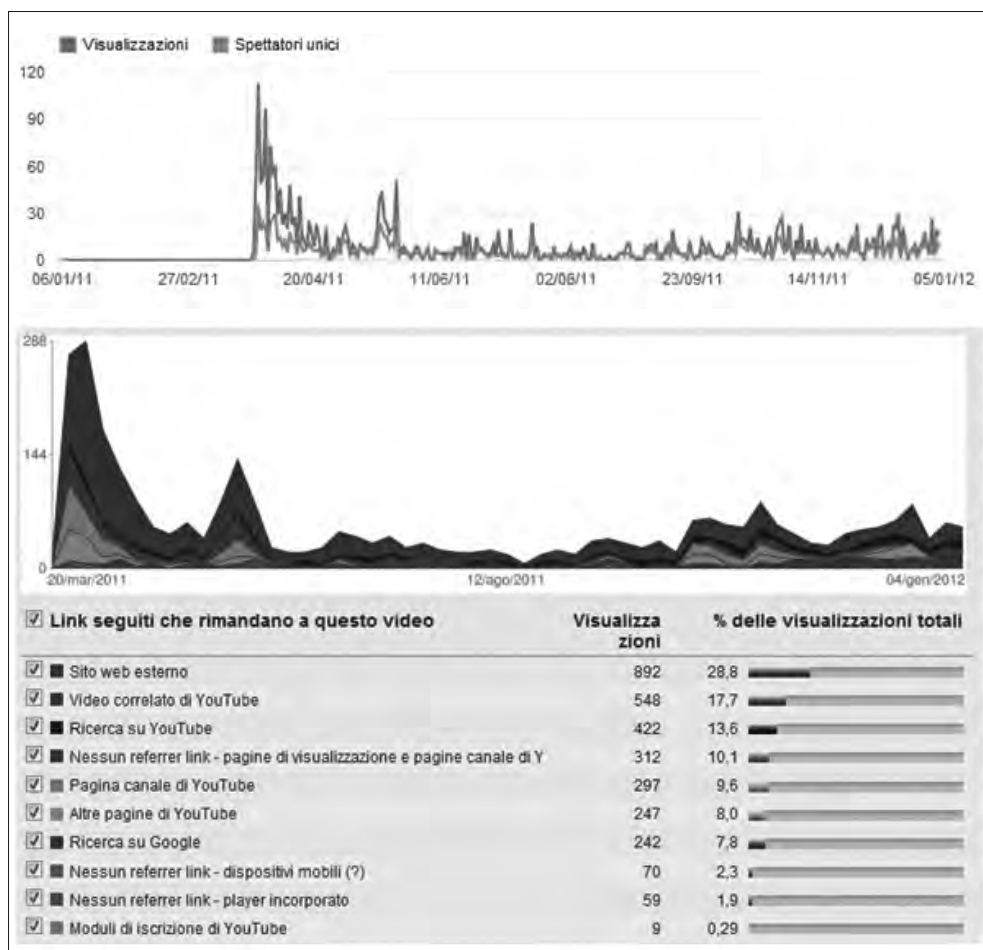 Visualizzazioni Spettatori unici
120
90
60
30
0
06/01/11 27/02/11 20/04/11 11/06/11 02/08/11 23/09/11 14/11/11 05/01/12
288
144
0
20/mar/2011 12/ago/2011 04/gen/2012
Link seguiti che rimandano a questo video Visualizza % delle visualizzazioni totali
zioni
Sito web esterno 892 28,8
Video correlato di YouTube 548 17,7
Ricerca su YouTube 422 13,6
Nessun referrer link - pagine di visualizzazione e pagine canale di Y 312 10,1
Pagina canale di YouTube 297 9,6
Altre pagine di YouTube 247 8,0
Ricerca su Google 242 7,8
Nessun referrer link - dispositivi mobili (?) 70 2,3
Nessun referrer link - player incorporato 59 1,9
Moduli di iscrizione di YouTube 9 0,29